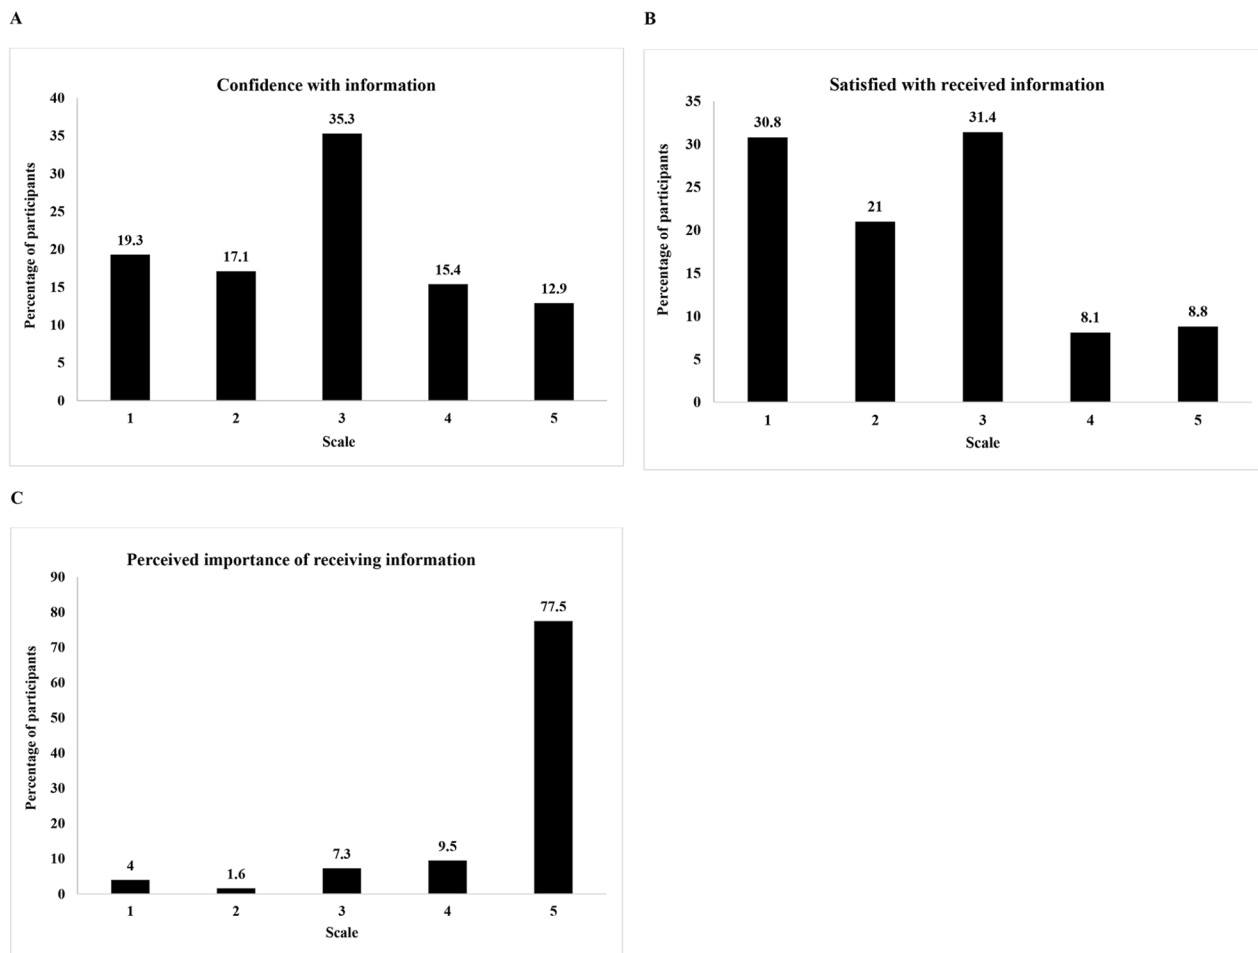 A
Confidence with information
Percentage of participants
40
35
30
25
20
15
10
5
0
19.3
17.1
35.3
15.4
12.9
1 2 3 4 5
Scale
B
Satisfied with received information
Percentage of participants
35
30
25
20
15
10
5
0
30.8
21
31.4
8.1
8.8
1 2 3 4 5
Scale
C
Perceived importance of receiving information
Percentage of participants
90
80
70
60
50
40
30
20
10
0
4
1.6
7.3
9.5
77.5
1 2 3 4 5
Scale